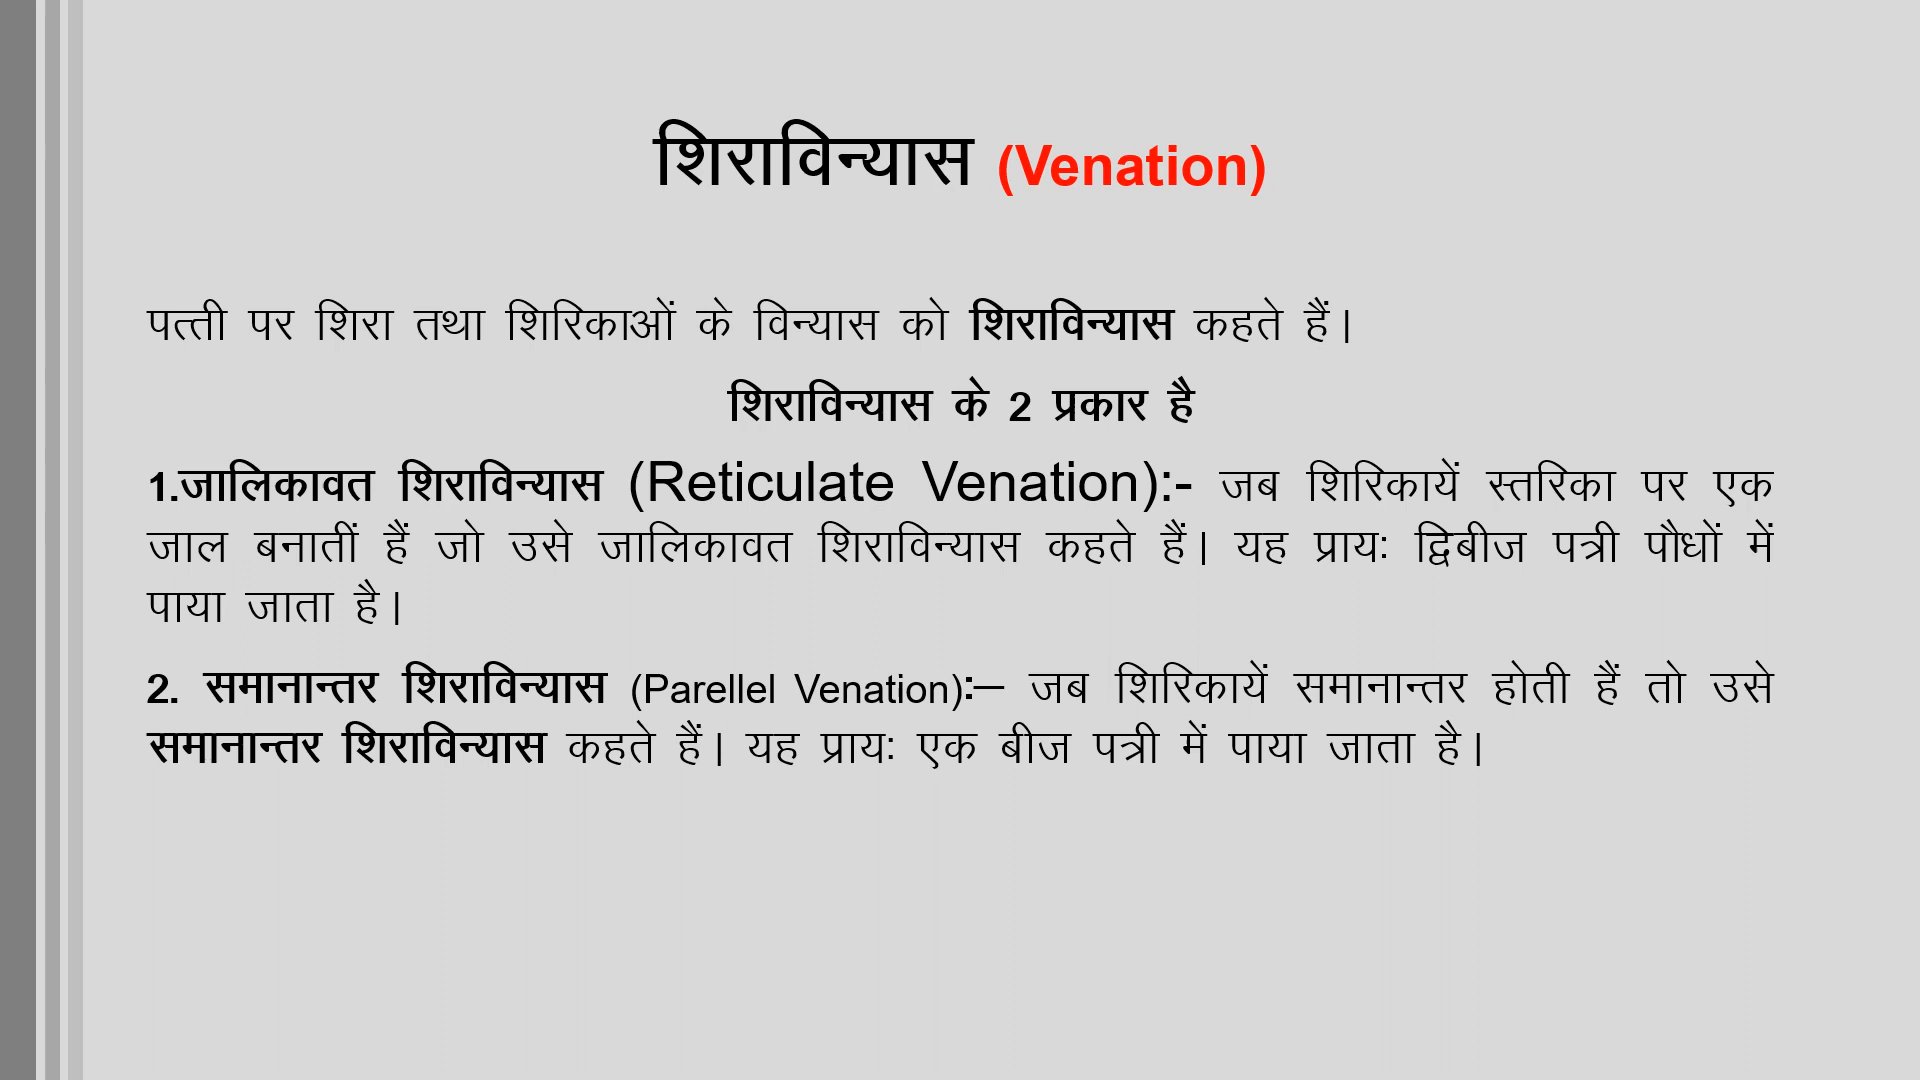 शिराविन्यास (Venation)
पत्ती पर शिरा तथा शिरिकाओं के विन्यास को शिराविन्यास कहते हैं।
शिराविन्यास के 2 प्रकार है
1.जालिकावत शिराविन्यास (Reticulate Venation):- जब शिरिकायें स्तरिका पर एक
जाल बनातीं हैं जो उसे जालिकावत शिराविन्यास कहते हैं। यह प्रायः द्विबीज पत्री पौधों में
पाया जाता है।
2. समानान्तर शिराविन्यास (Parellel Venation):– जब शिरिकायें समानान्तर होती हैं तो उसे
समानान्तर शिराविन्यास कहते हैं। यह प्रायः एक बीज पत्री में पाया जाता है।